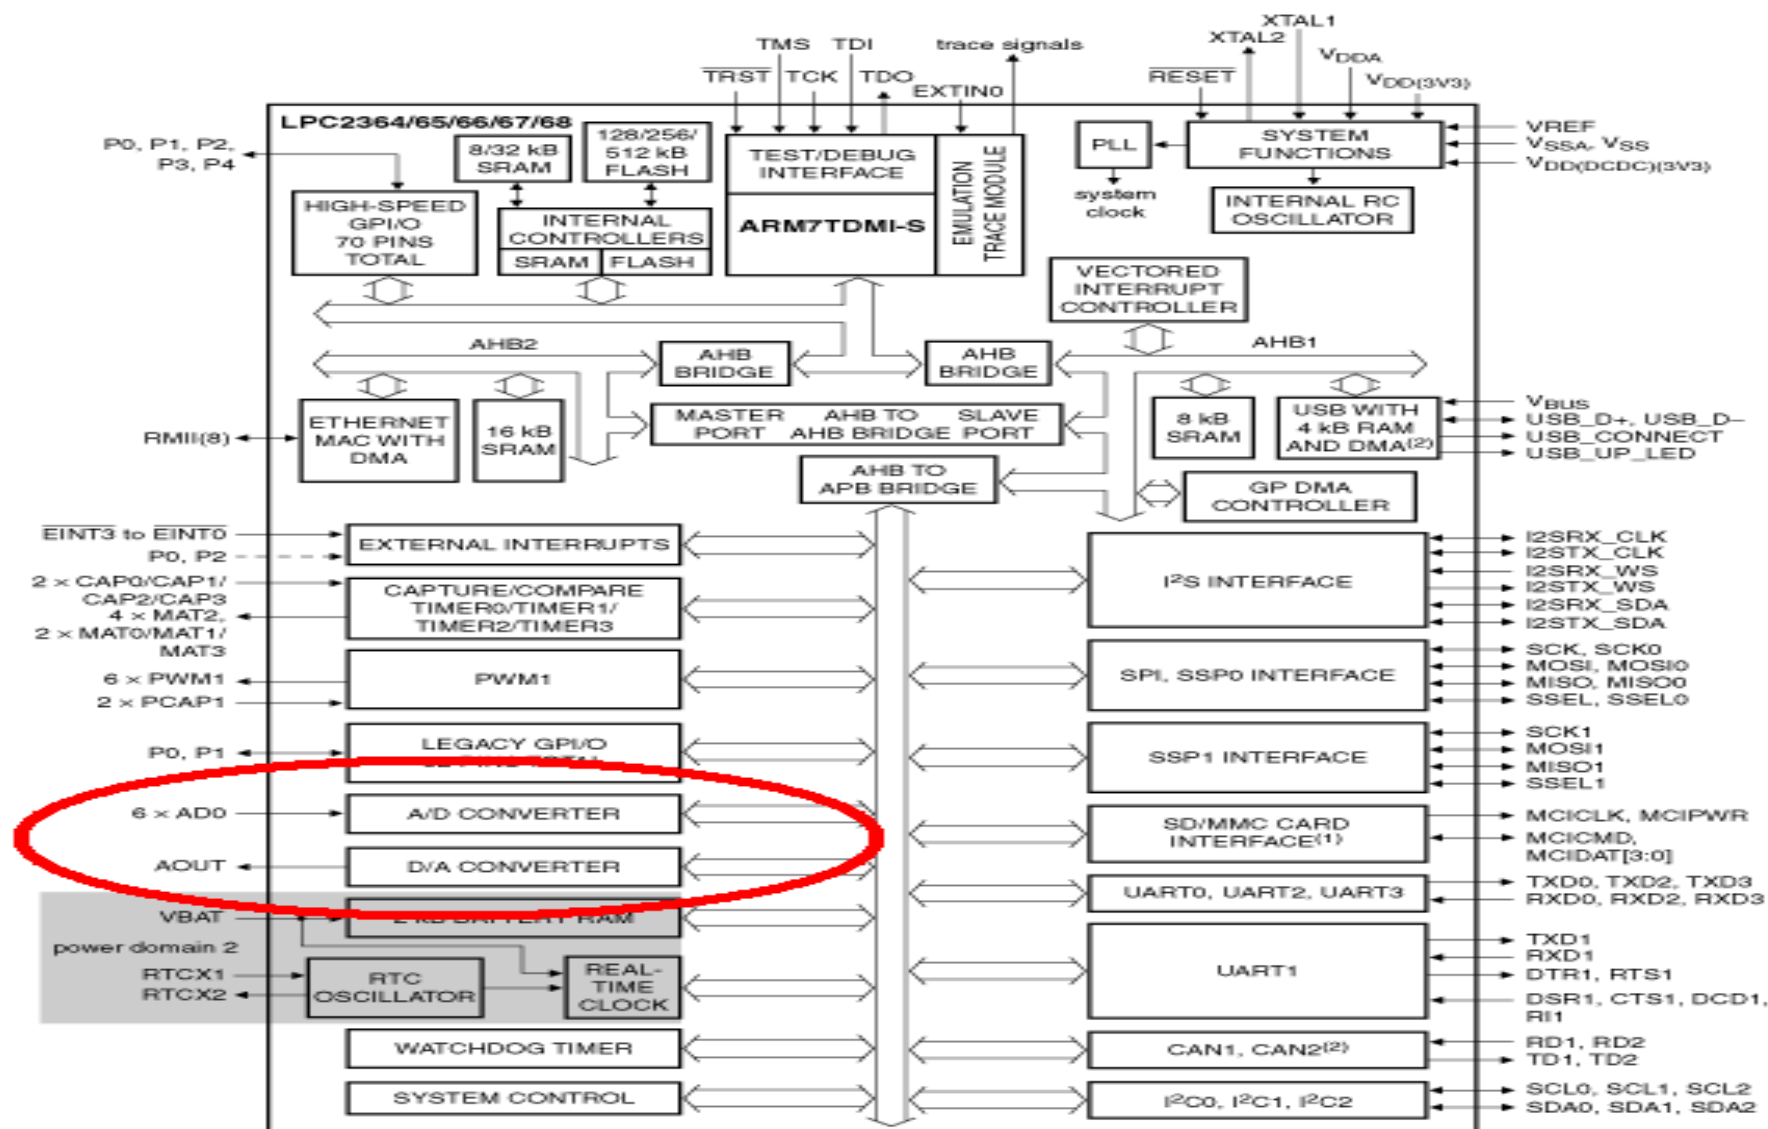 XTAL1
XTAL2
TMS TDI
trace signals
VDDA
TRST TCK TDO
RESET
VDD(3V3)
EXTIN0
LPC2364/65/66/67/68
P0, P1, P2,
P3, P4
8/32 kB
SRAM
128/256/
512 kB
FLASH
TEST/DEBUG
INTERFACE
EMULATION
TRACE MODULE
PLL
SYSTEM
FUNCTIONS
VREF
VSSA, VSS
VDD(DCDC)(3V3)
HIGH-SPEED
GPI/O
70 PINS
TOTAL
INTERNAL
CONTROLLERS
SRAM FLASH
ARM7TDMI-S
system
clock
INTERNAL RC
OSCILLATOR
VECTORED
INTERRUPT
CONTROLLER
AHB2
AHB
BRIDGE
AHB
BRIDGE
AHB1
RMII(8)
ETHERNET
MAC WITH
DMA
16 kB
SRAM
MASTER AHB TO SLAVE
PORT AHB BRIDGE PORT
8 kB
SRAM
USB WITH
4 kB RAM
AND DMA(2)
VBUS
USB_D+, USB_D−
USB_CONNECT
USB_UP_LED
AHB TO
APB BRIDGE
GP DMA
CONTROLLER
EINT3 to EINT0
P0, P2
EXTERNAL INTERRUPTS
I2S INTERFACE
I2SRX_CLK
I2STX_CLK
I2SRX_WS
I2STX_WS
I2SRX_SDA
I2STX_SDA
2 × CAP0/CAP1/
CAP2/CAP3
4 × MAT2,
2 × MAT0/MAT1/
MAT3
CAPTURE/COMPARE
TIMER0/TIMER1/
TIMER2/TIMER3
6 × PWM1
2 × PCAP1
PWM1
SPI, SSP0 INTERFACE
SCK, SCK0
MOSI, MOSI0
MISO, MISO0
SSEL, SSEL0
P0, P1
LEGACY GPI/O
SSP1 INTERFACE
SCK1
MOSI1
MISO1
SSEL1
6 × AD0
A/D CONVERTER
SD/MMC CARD
INTERFACE(1)
MCICLK, MCIPWR
MCICMD,
MCIDAT[3:0]
AOUT
D/A CONVERTER
UART0, UART2, UART3
TXD0, TXD2, TXD3
RXD0, RXD2, RXD3
VBAT
2 kB BATTERY RAM
power domain 2
RTCX1
RTCX2
RTC
OSCILLATOR
REAL-
TIME
CLOCK
UART1
TXD1
RXD1
DTR1, RTS1
DSR1, CTS1, DCD1,
RI1
WATCHDOG TIMER
CAN1, CAN2(2)
RD1, RD2
TD1, TD2
SYSTEM CONTROL
I2C0, I2C1, I2C2
SCL0, SCL1, SCL2
SDA0, SDA1, SDA2